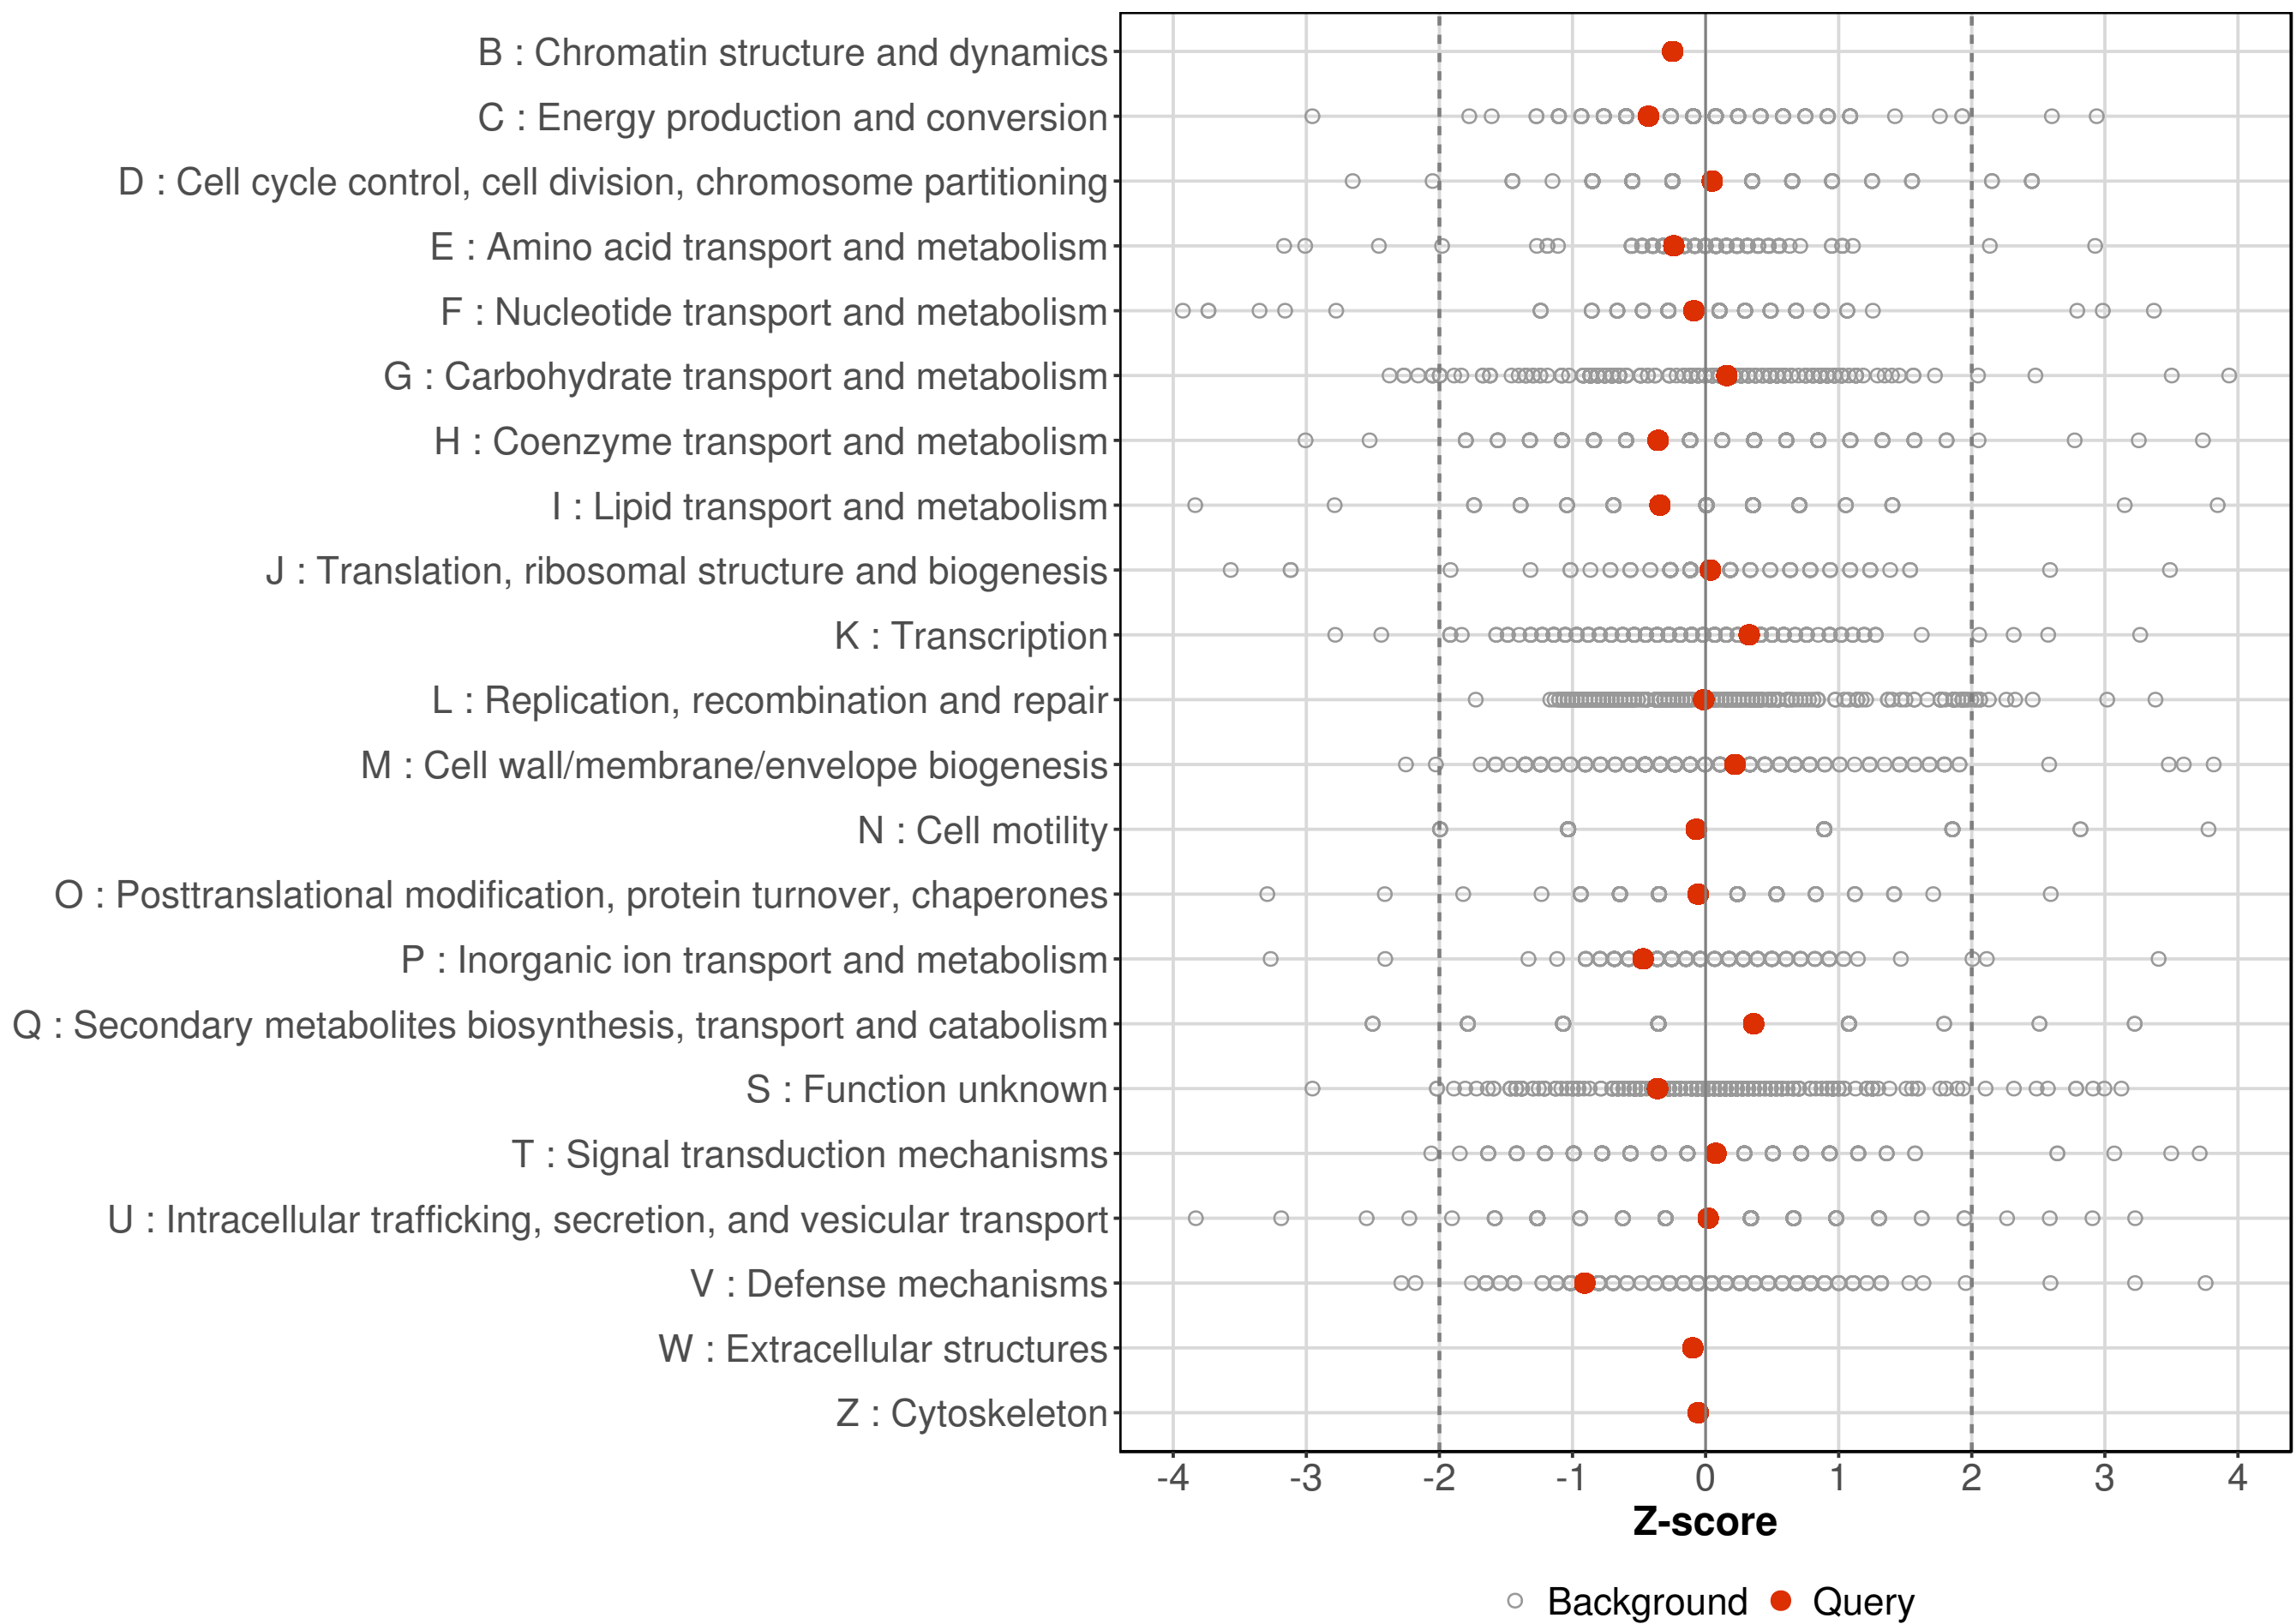 B : Chromatin structure and dynamics
C : Energy production and conversion
D : Cell cycle control, cell division, chromosome partitioning
E : Amino acid transport and metabolism
F : Nucleotide transport and metabolism
G : Carbohydrate transport and metabolism
H : Coenzyme transport and metabolism
I : Lipid transport and metabolism
J : Translation, ribosomal structure and biogenesis
K : Transcription
L : Replication, recombination and repair
M : Cell wall/membrane/envelope biogenesis
N : Cell motility
O : Posttranslational modification, protein turnover, chaperones
P : Inorganic ion transport and metabolism
Q : Secondary metabolites biosynthesis, transport and catabolism
S : Function unknown
T : Signal transduction mechanisms
U : Intracellular trafficking, secretion, and vesicular transport
V : Defense mechanisms
W : Extracellular structures
Z : Cytoskeleton
-4 -3 -2 -1 0 1 2 3 4
Z-score
Background Query